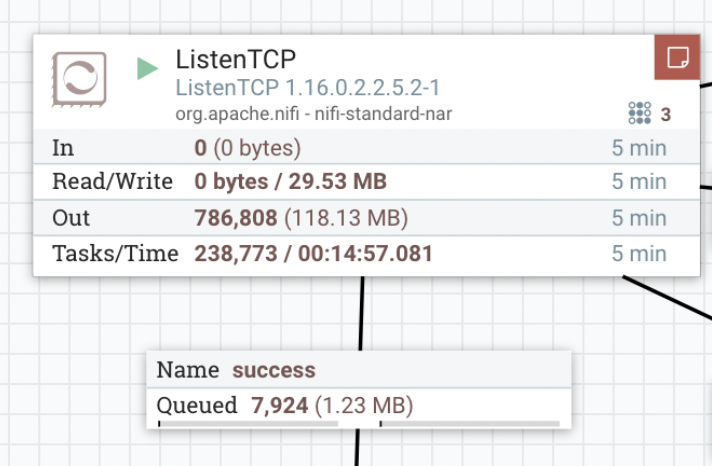 ListenTCP
ListenTCP 1.16.0.2.2.5.2-1
org.apache.nifi - nifi-standard-nar
3
In 0 (0 bytes) 5 min
Read/Write 0 bytes / 29.53 MB 5 min
Out 786,808 (118.13 MB) 5 min
Tasks/Time 238,773 / 00:14:57.081 5 min
Name success
Queued 7,924 (1.23 MB)